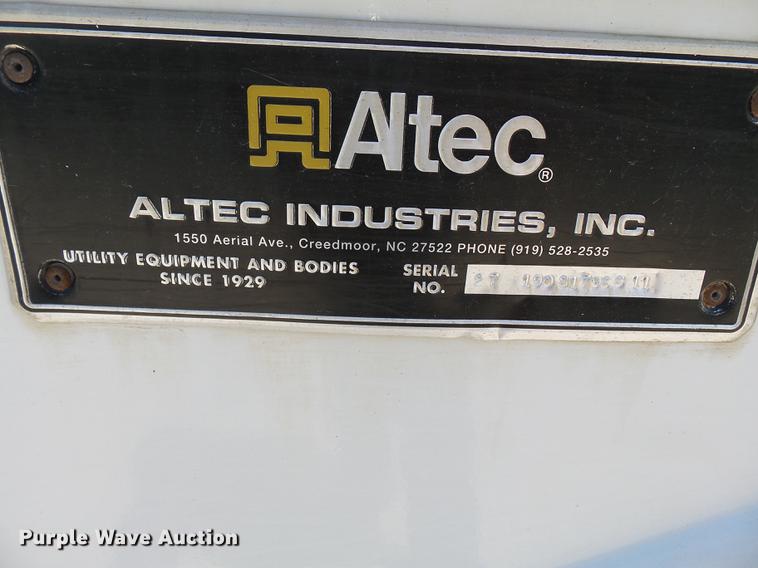 Altec®
ALTEC INDUSTRIES, INC.
1550 Aerial Ave., Creedmoor, NC 27522 PHONE (919) 528-2535
UTILITY EQUIPMENT AND BODIES
SINCE 1929
SERIAL
NO.
Purple Wave Auction